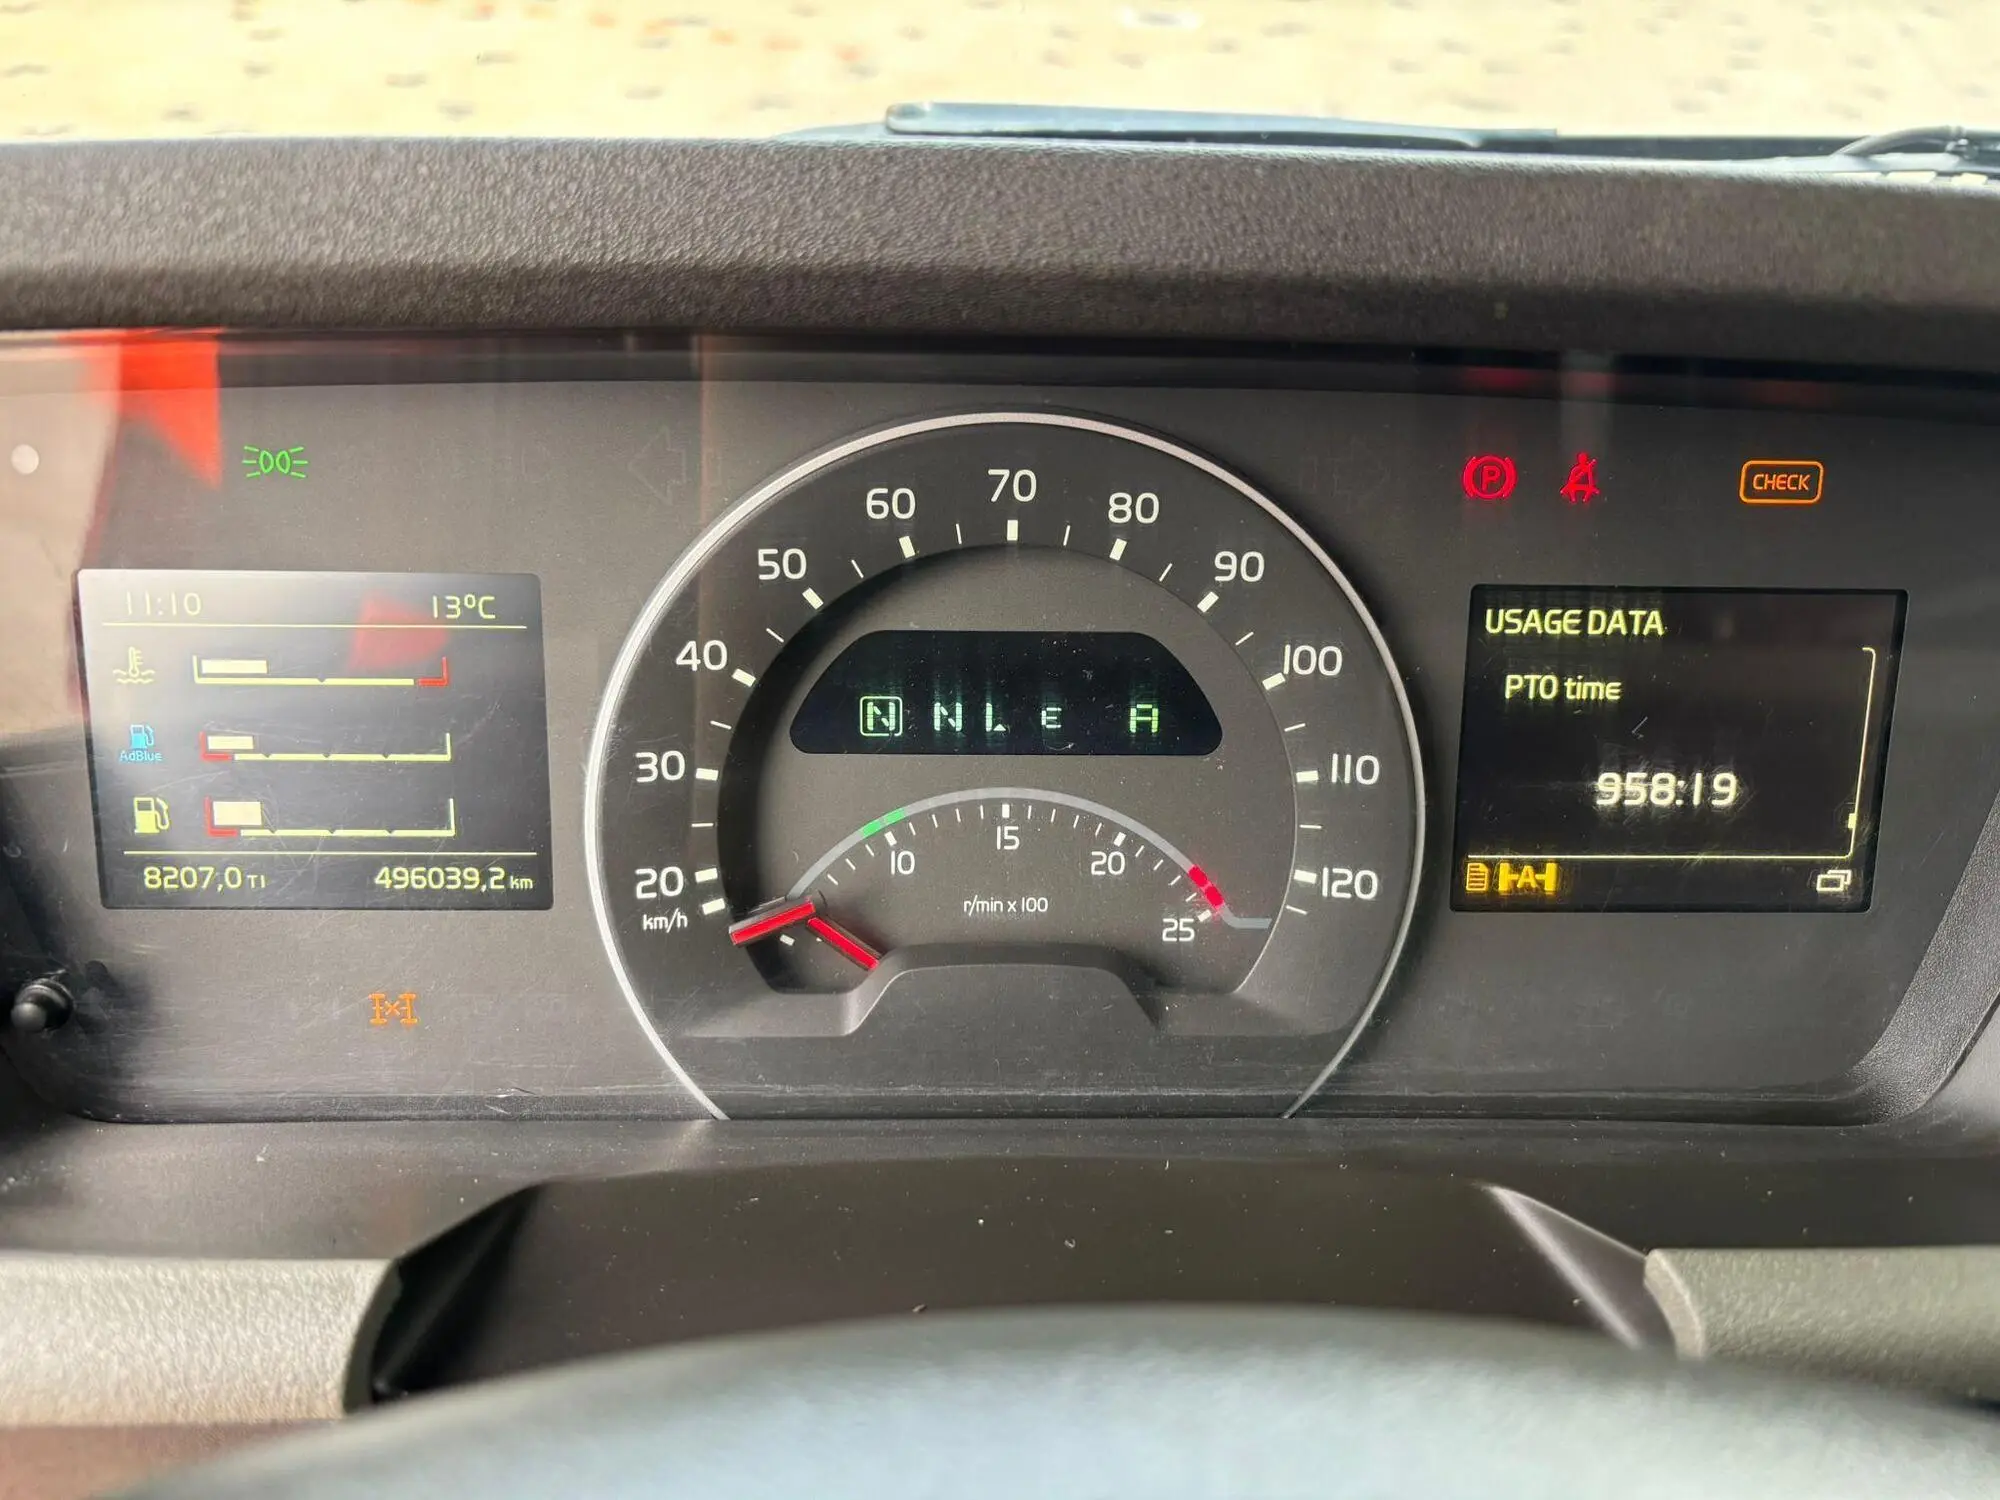 11:10 13°C
AdBlue
8207,0 T1 496039,2 km
20 30 40 50 60 70 80 90 100 110 120
km/h
N N L E A
10 15 20 25
r/min x 100
P
CHECK
USAGE DATA
PTO time
958:19
A